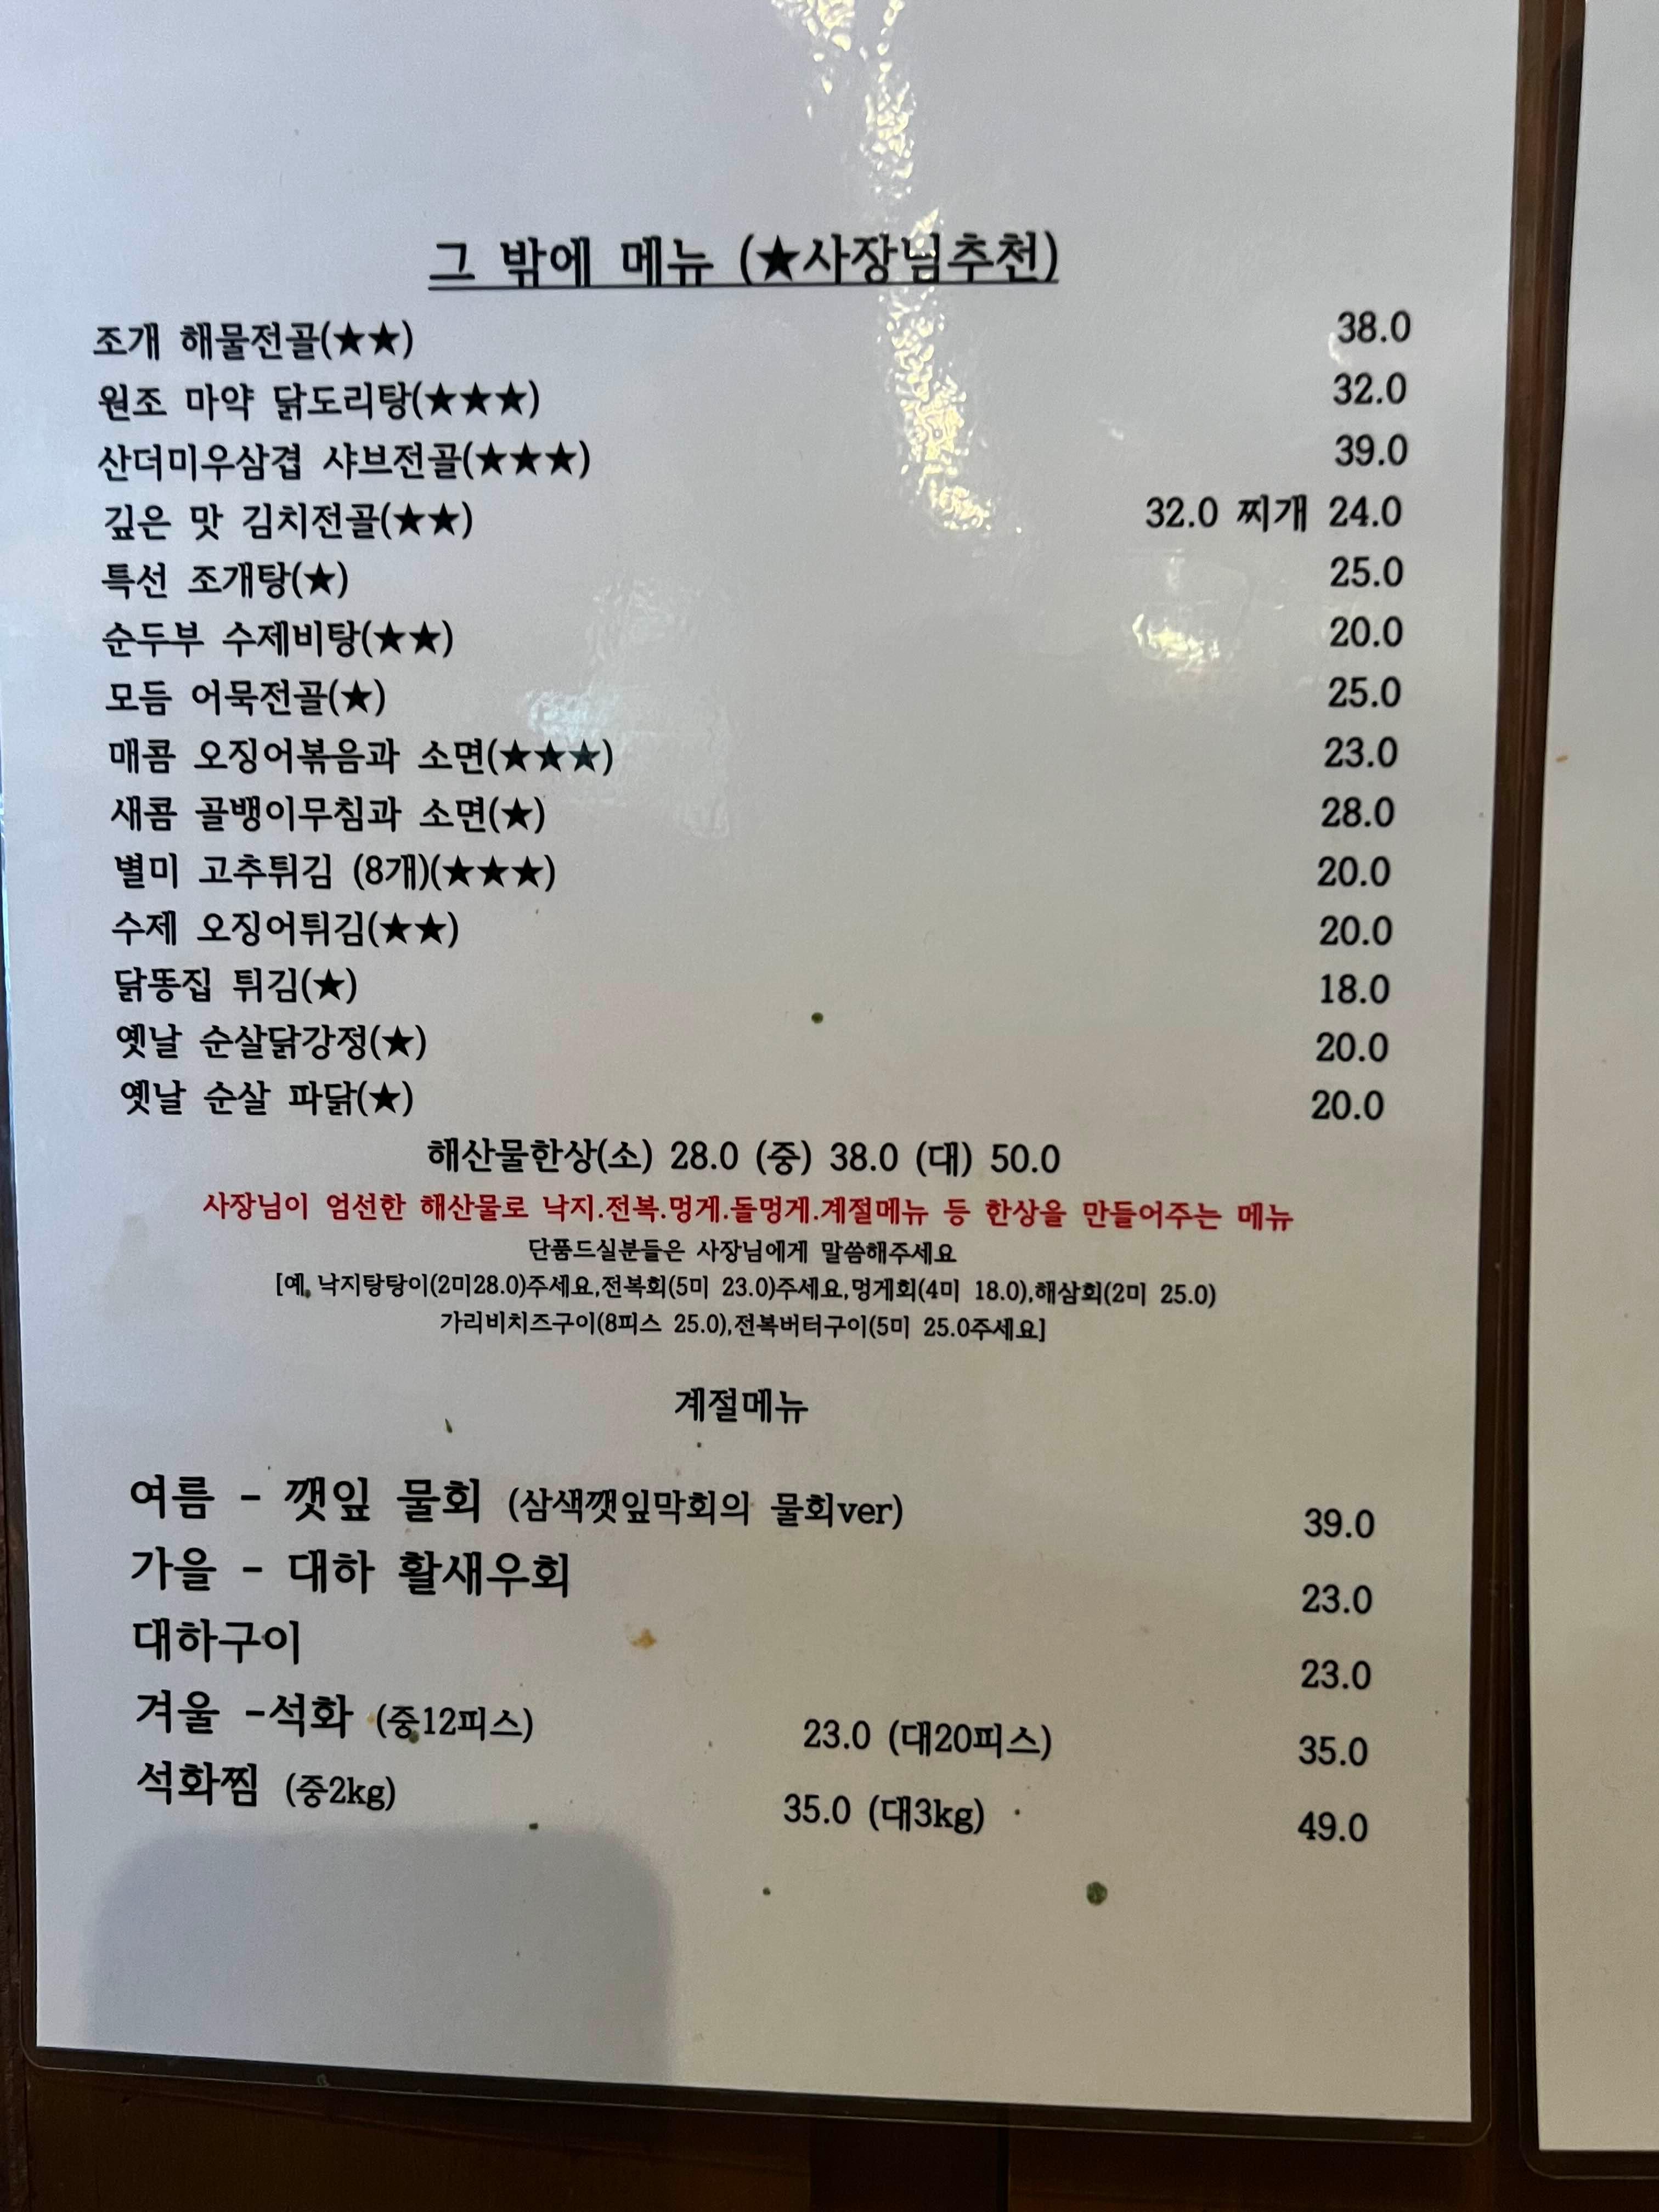 그 밖에 메뉴 (★사장님추천)
조개 해물전골(★★) 38.0
원조 마약 닭도리탕(★★★) 32.0
산더미우삼겹 샤브전골(★★★) 39.0
깊은 맛 김치전골(★★) 32.0 찌개 24.0
특선 조개탕(★) 25.0
순두부 수제비탕(★★) 20.0
모듬 어묵전골(★) 25.0
매콤 오징어볶음과 소면(★★★) 23.0
새콤 골뱅이무침과 소면(★) 28.0
별미 고추튀김 (8개)(★★★) 20.0
수제 오징어튀김(★★) 20.0
닭똥집 튀김(★) 18.0
옛날 순살닭강정(★) 20.0
옛날 순살 파닭(★) 20.0
해산물한상(소) 28.0 (중) 38.0 (대) 50.0
사장님이 엄선한 해산물로 낙지.전복.멍게.돌멍게.계절메뉴 등 한상을 만들어주는 메뉴
단품드실분들은 사장님에게 말씀해주세요
[예, 낙지탕탕이(2미28.0)주세요,전복회(5미 23.0)주세요,멍게회(4미 18.0),해삼회(2미 25.0)
가리비치즈구이(8피스 25.0),전복버터구이(5미 25.0주세요]
계절메뉴
여름 - 깻잎 물회 (삼색깻잎막회의 물회ver) 39.0
가을 - 대하 활새우회 23.0
대하구이 23.0
겨울 -석화 (중12피스) 23.0 (대20피스) 35.0
석화찜 (중2kg) 35.0 (대3kg) 49.0